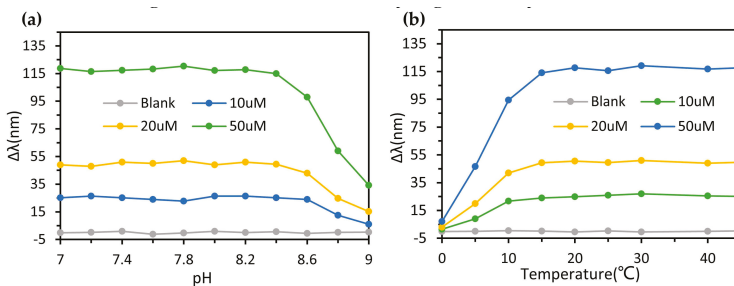 (a)
135
115
95
75
55
35
15
-5
Δλ(nm)
Blank
10uM
20uM
50uM
7
7.4
7.8
8.2
8.6
9
pH
(b)
135
115
95
75
55
35
15
-5
Δλ(nm)
Blank
10uM
20uM
50uM
0
10
20
30
40
Temperature(℃)